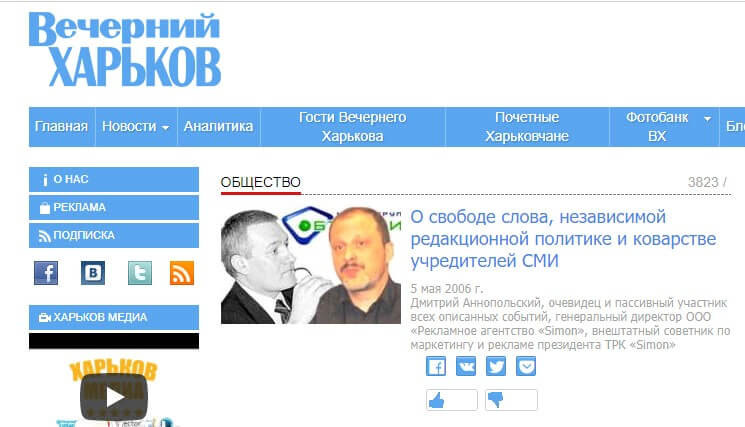 Вечерний
ХАРЬКОВ
Главная
Новости
Аналитика
Гости Вечернего
Харькова
Почетные
Харьковчане
Фотобанк
ВХ
Бл
О НАС
РЕКЛАМА
ПОДПИСКА
ХАРЬКОВ МЕДИА
ХАРЬКОВ
МЕДИА
ОБЩЕСТВО
3823 /
О свободе слова, независимой
редакционной политике и коварстве
учредителей СМИ
5 мая 2006 г.
Дмитрий Аннопольский, очевидец и пассивный участник
всех описанных событий, генеральный директор ООО
«Рекламное агентство «Simon», внештатный советник по
маркетингу и рекламе президента ТРК «Simon»